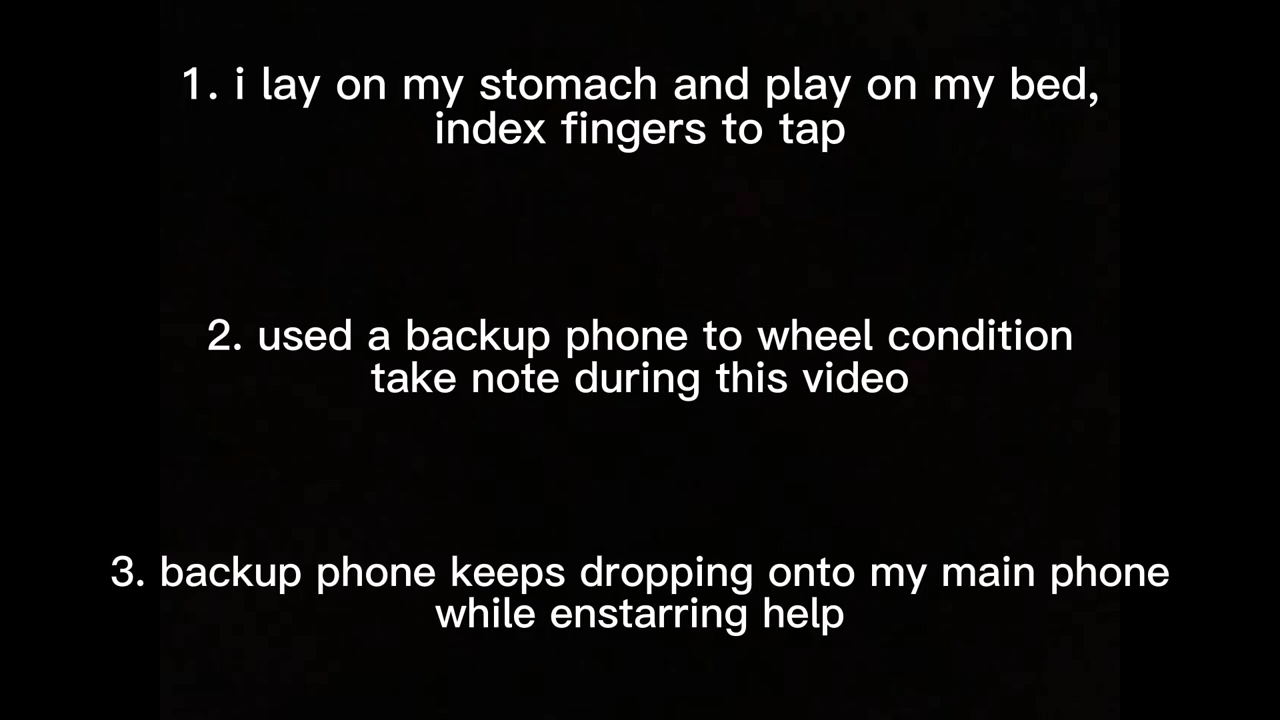 1. i lay on my stomach and play on my bed,
index fingers to tap
2. used a backup phone to wheel condition
take note during this video
3. backup phone keeps dropping onto my main phone
while enstarring help